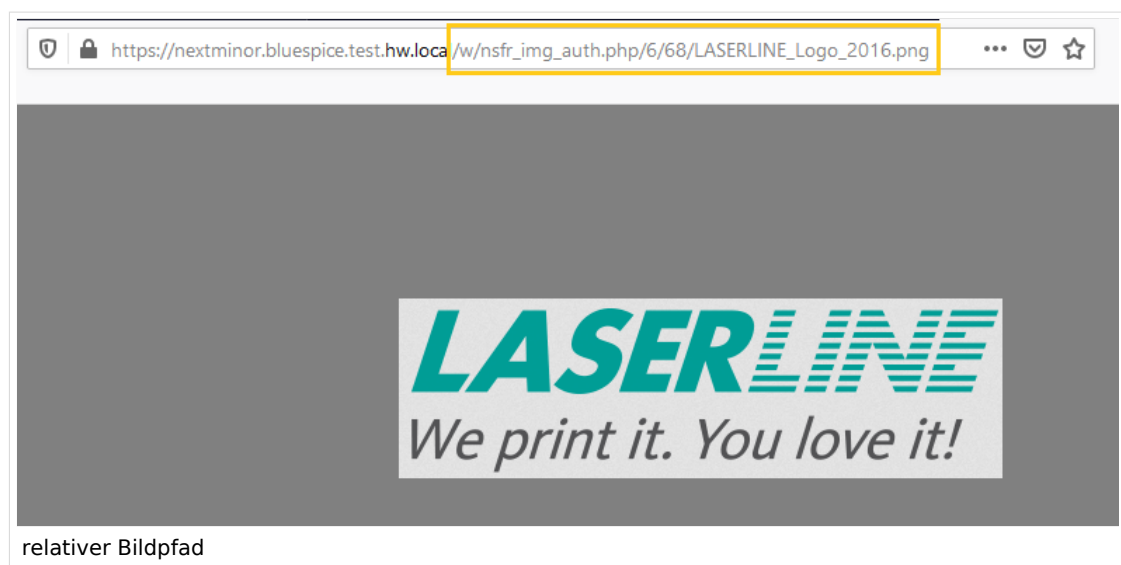 https://nextminor.bluespice.test.hw.loca/w/nsfr_img_auth.php/6/68/LASERLINE_Logo_2016.png
LASERLINE
We print it. You love it!
relativer Bildpfad